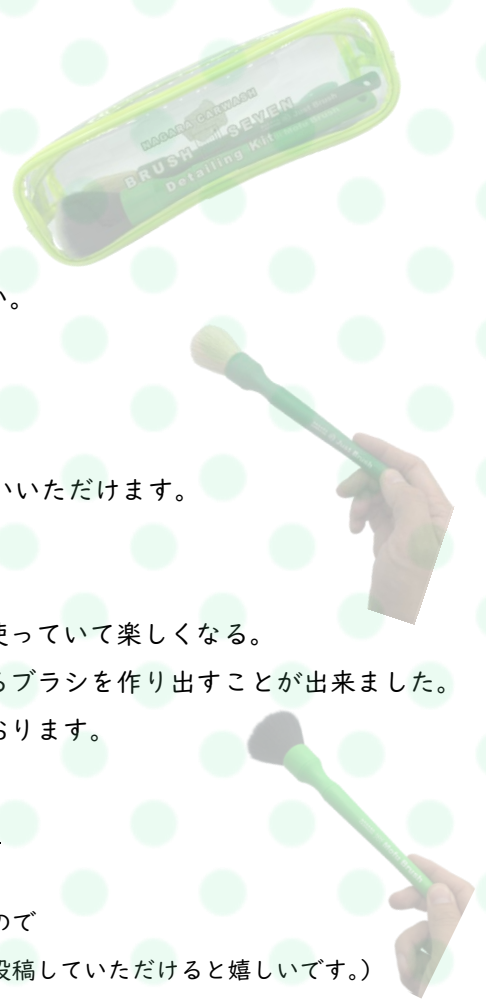 NAGARA CARWASH
BRUSH SEVEN
Detailing Kit
い。
いいただけます。
使っていて楽しくなる。
るブラシを作り出すことが出来ました。
おります。
ので
投稿していただけると嬉しいです。）